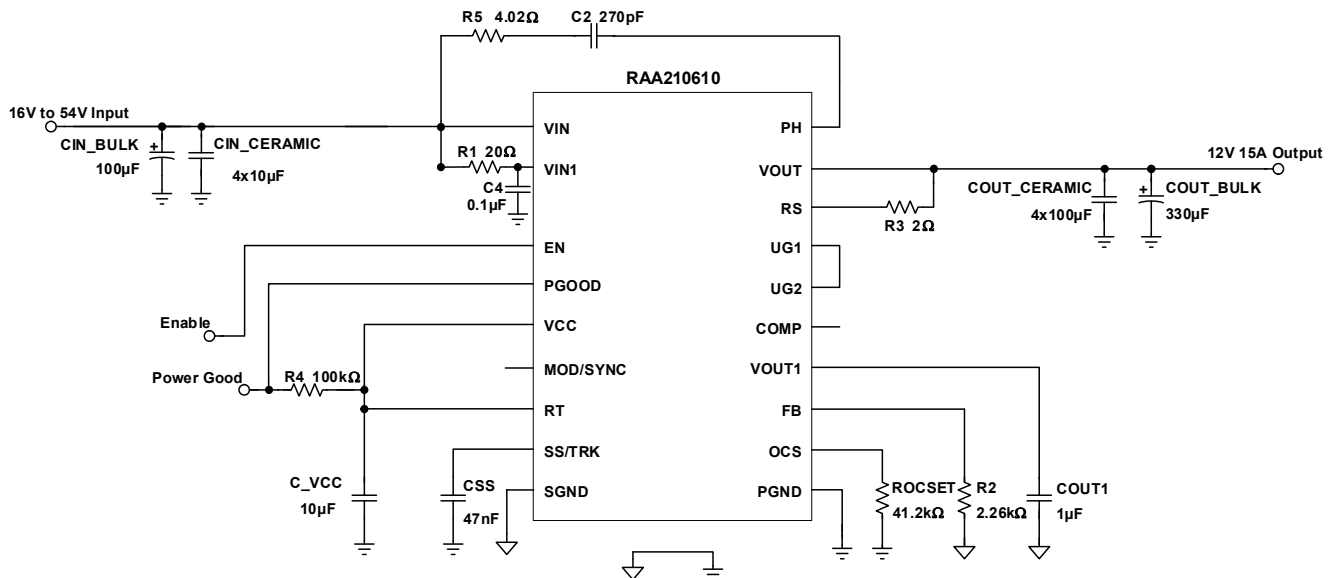 R5 4.02Ω
C2 270pF
RAA210610
16V to 54V Input
VIN
PH
CIN_BULK
+
100µF
CIN_CERAMIC
4x10µF
R1 20Ω
VIN1
VOUT
12V 15A Output
C4
0.1µF
RS
R3 2Ω
COUT_CERAMIC
4x100µF
+
COUT_BULK
330µF
EN
UG1
PGOOD
UG2
Enable
VCC
COMP
Power Good
R4 100kΩ
MOD/SYNC
VOUT1
RT
FB
SS/TRK
OCS
C_VCC
10µF
CSS
47nF
SGND
PGND
ROCSET
41.2kΩ
R2
2.26kΩ
COUT1
1µF